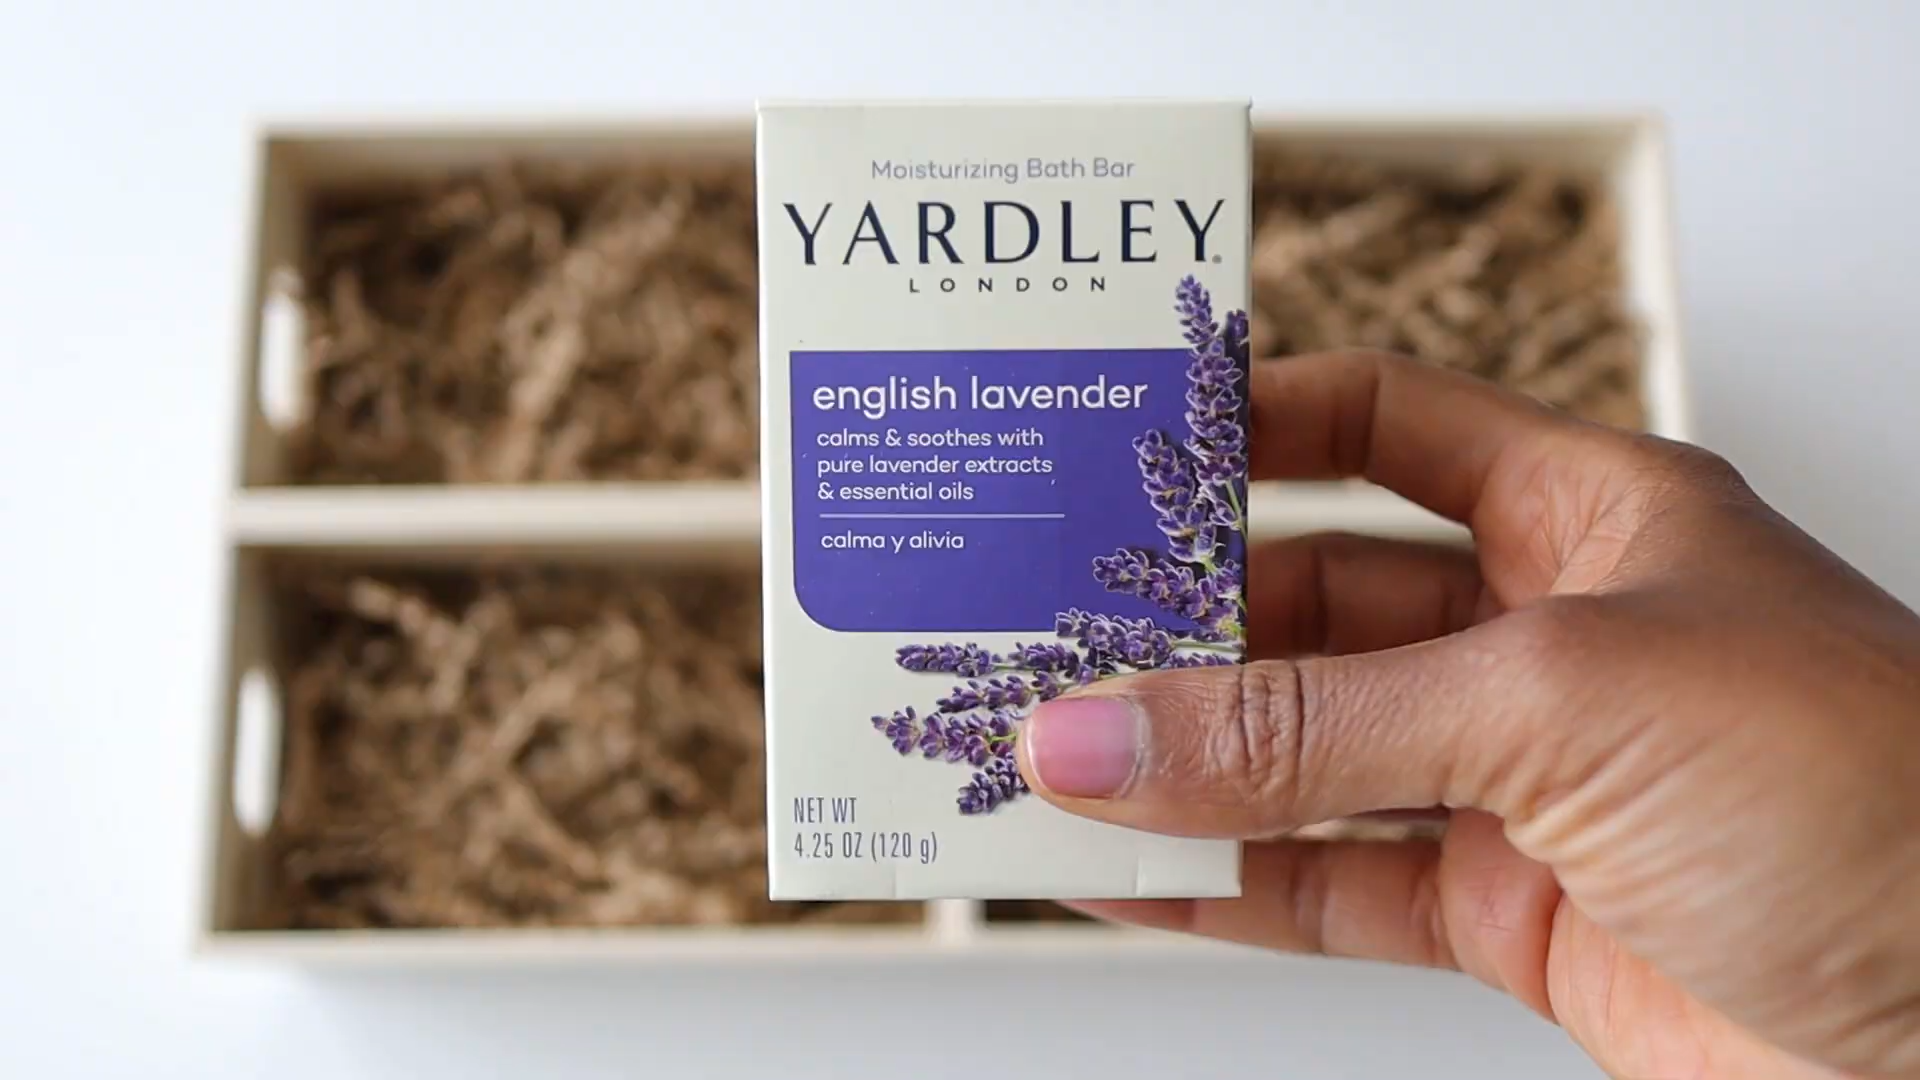 Moisturizing Bath Bar
YARDLEY®
LONDON
english lavender
calms & soothes with
pure lavender extracts
& essential oils
calma y alivia
NET WT
4.25 OZ (120 g)